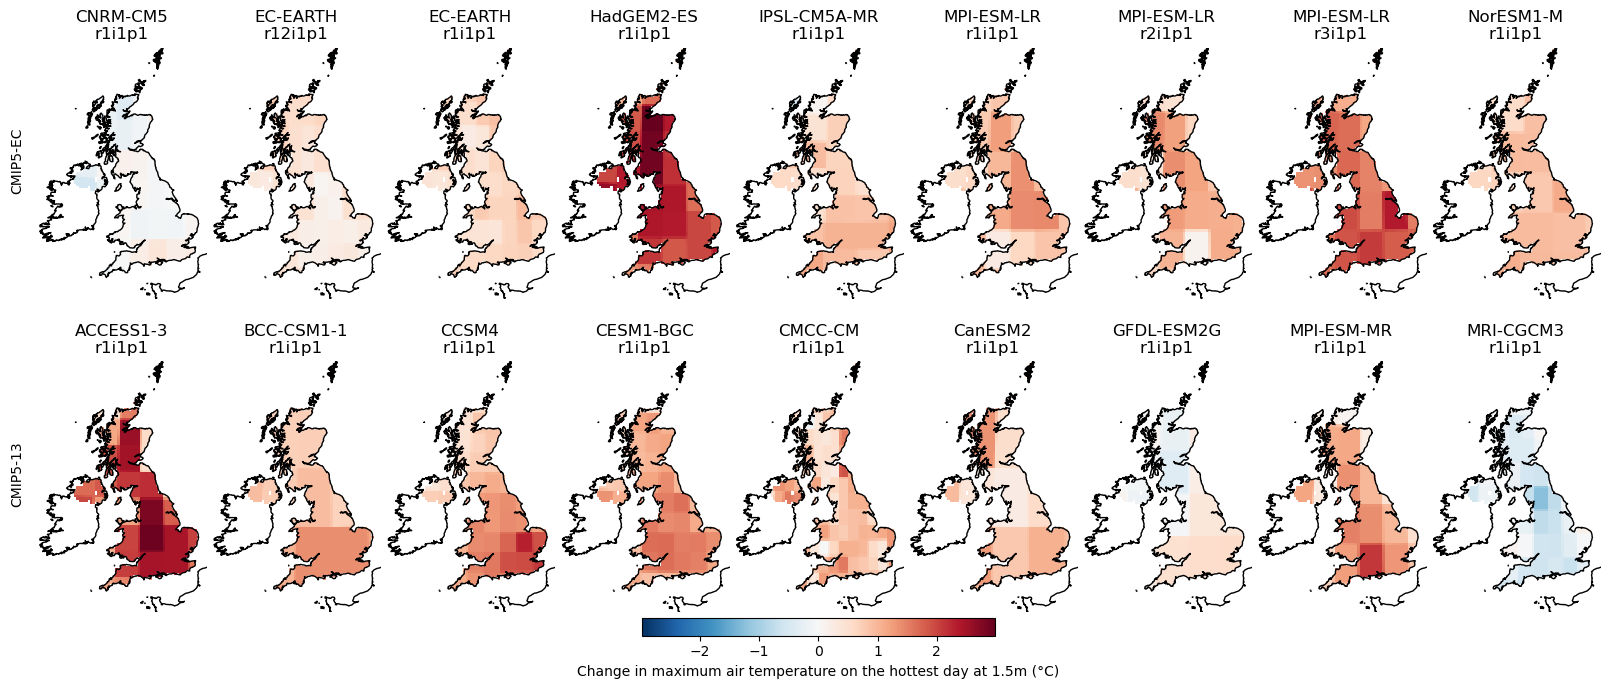 CNRM-CM5
r1i1p1
EC-EARTH
r12i1p1
EC-EARTH
r1i1p1
HadGEM2-ES
r1i1p1
IPSL-CM5A-MR
r1i1p1
MPI-ESM-LR
r1i1p1
MPI-ESM-LR
r2i1p1
MPI-ESM-LR
r3i1p1
NorESM1-M
r1i1p1
CMIP5-EC
ACCESS1-3
r1i1p1
BCC-CSM1-1
r1i1p1
CCSM4
r1i1p1
CESM1-BGC
r1i1p1
CMCC-CM
r1i1p1
CanESM2
r1i1p1
GFDL-ESM2G
r1i1p1
MPI-ESM-MR
r1i1p1
MRI-CGCM3
r1i1p1
CMIP5-13
−2 −1 0 1 2
Change in maximum air temperature on the hottest day at 1.5m (°C)